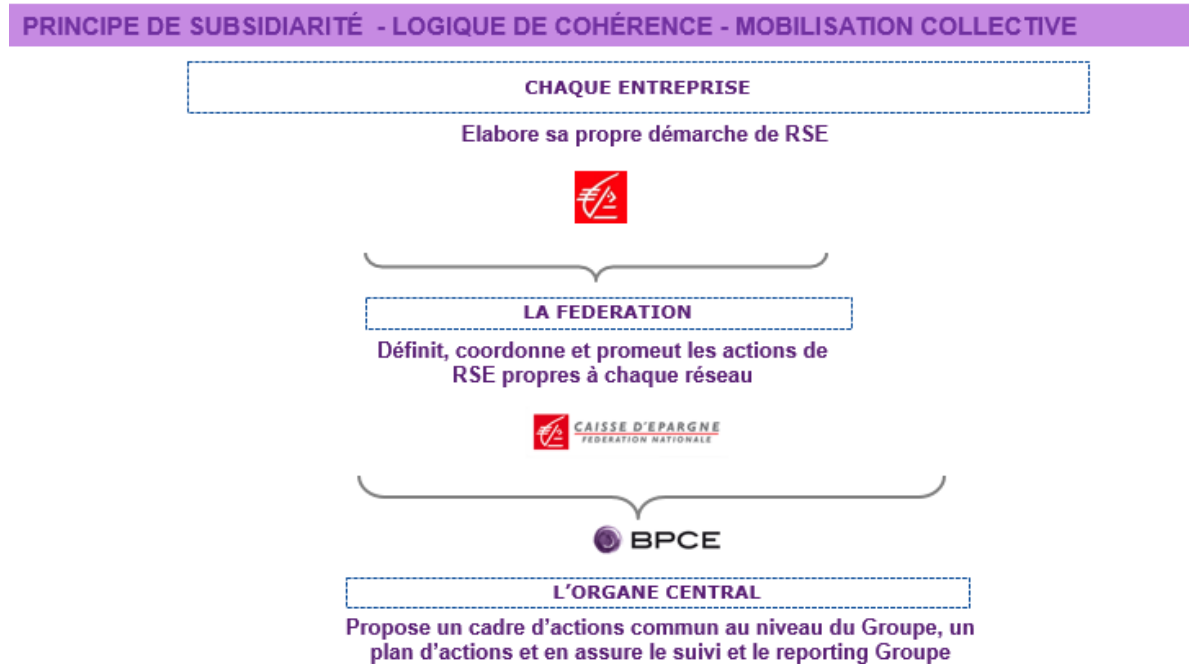 PRINCIPE DE SUBSIDIARITÉ - LOGIQUE DE COHÉRENCE - MOBILISATION COLLECTIVE
CHAQUE ENTREPRISE
Elabore sa propre démarche de RSE
LA FEDERATION
Définit, coordonne et promeut les actions de
RSE propres à chaque réseau
CAISSE D'EPARGNE
FEDERATION NATIONALE
BPCE
L'ORGANE CENTRAL
Propose un cadre d'actions commun au niveau du Groupe, un
plan d'actions et en assure le suivi et le reporting Groupe